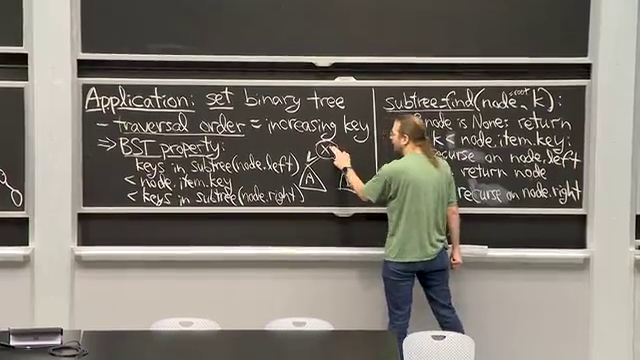 Application: set binary tree
- traversal order = increasing key
⇒ BST property:
keys in subtree(node.left)
< node.item.key
< keys in subtree(node.right)
A
subtree_find(node, k):
root
node is None: return
k < node.item.key:
recurse on node.left
return node
recurse on node.right